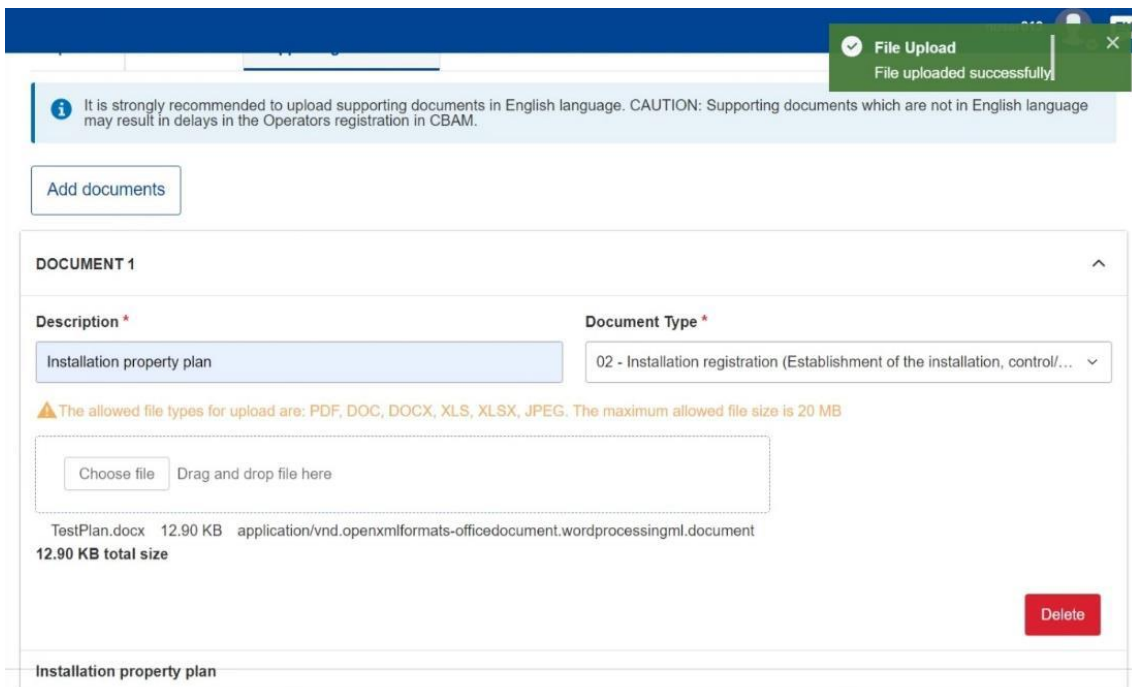 File Upload
File uploaded successfully
It is strongly recommended to upload supporting documents in English language. CAUTION: Supporting documents which are not in English language
may result in delays in the Operators registration in CBAM.
Add documents
DOCUMENT 1
Description *
Document Type *
Installation property plan
02 - Installation registration (Establishment of the installation, control/...
The allowed file types for upload are: PDF, DOC, DOCX, XLS, XLSX, JPEG. The maximum allowed file size is 20 MB
Choose file Drag and drop file here
TestPlan.docx 12.90 KB application/vnd.openxmlformats-officedocument.wordprocessingml.document
12.90 KB total size
Delete
Installation property plan